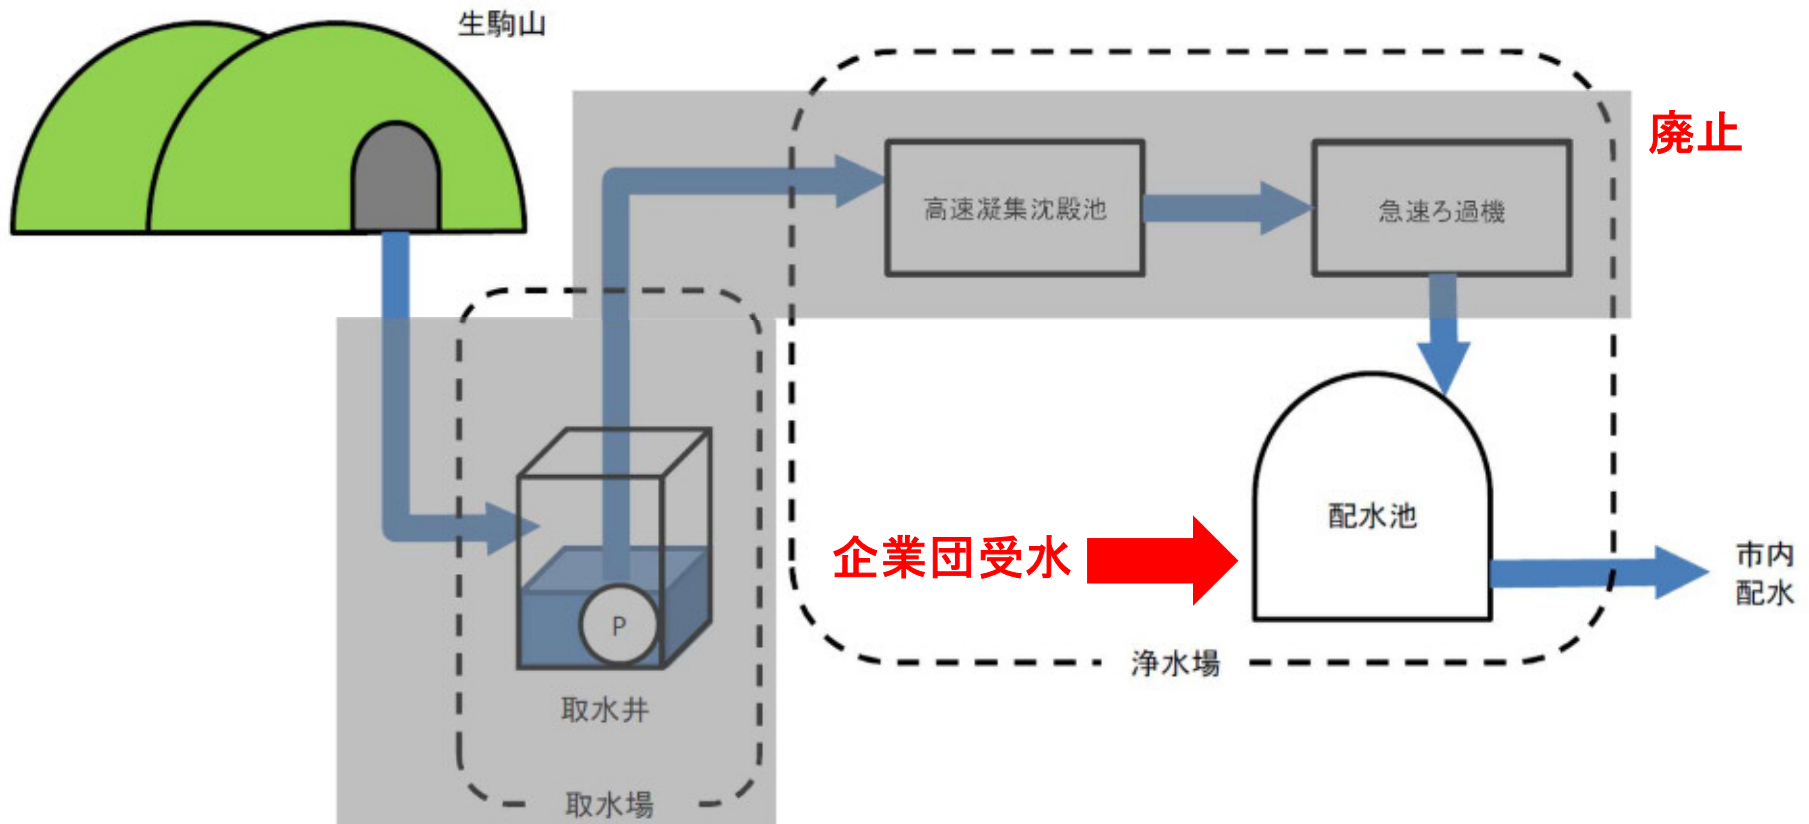 生駒山
廃止
高速凝集沈殿池
急速ろ過機
配水池
企業団受水
市内
配水
P
浄水場
取水井
取水場